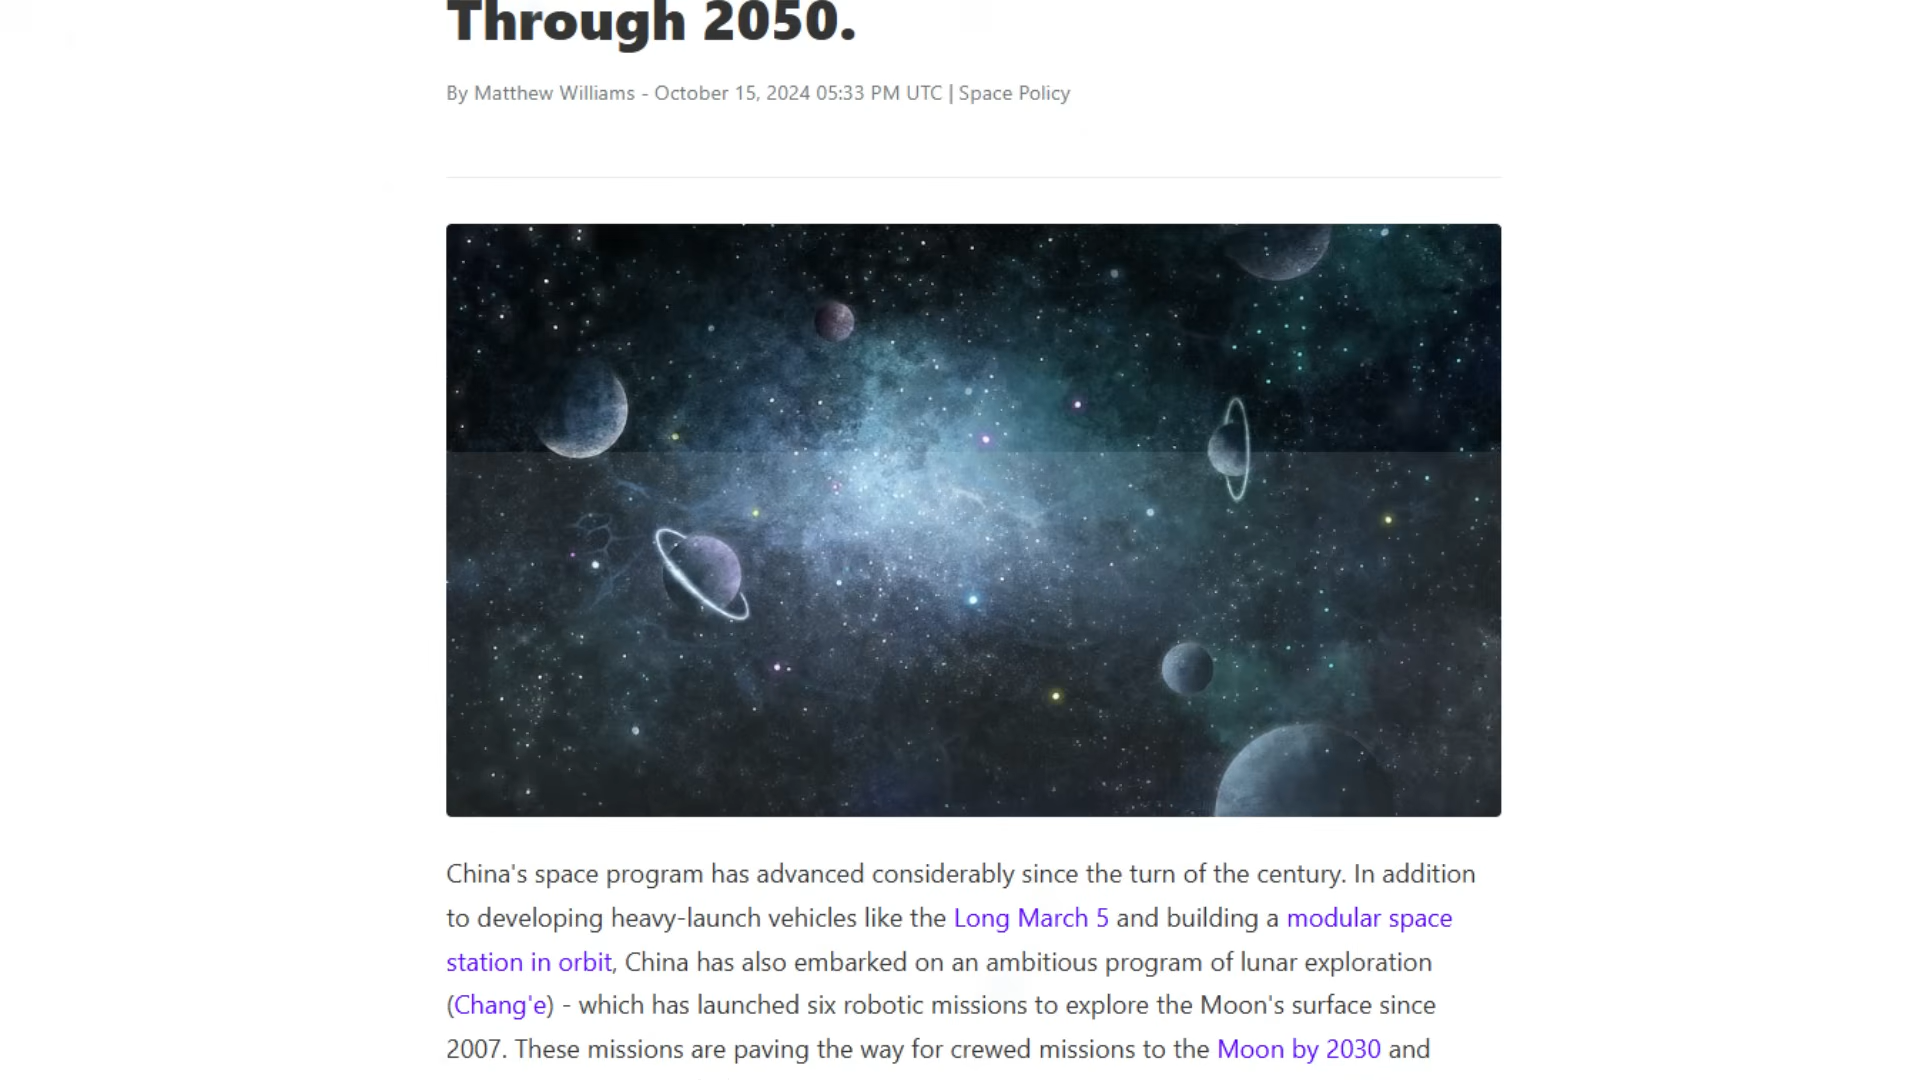 Through 2050.
By Matthew Williams - October 15, 2024 05:33 PM UTC | Space Policy
China's space program has advanced considerably since the turn of the century. In addition
to developing heavy-launch vehicles like the Long March 5 and building a modular space
station in orbit, China has also embarked on an ambitious program of lunar exploration
(Chang'e) - which has launched six robotic missions to explore the Moon's surface since
2007. These missions are paving the way for crewed missions to the Moon by 2030 and